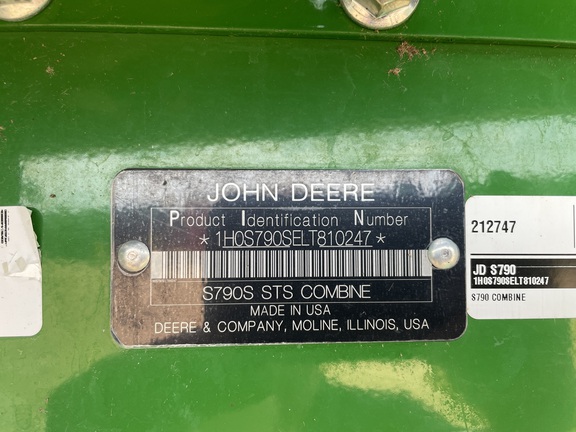 JOHN DEERE
Product Identification Number
* 1H0S790SELT810247 *
S790S STS COMBINE
MADE IN USA
DEERE & COMPANY, MOLINE, ILLINOIS, USA
212747
JD S790
1H0S790SELT810247
S790 COMBINE